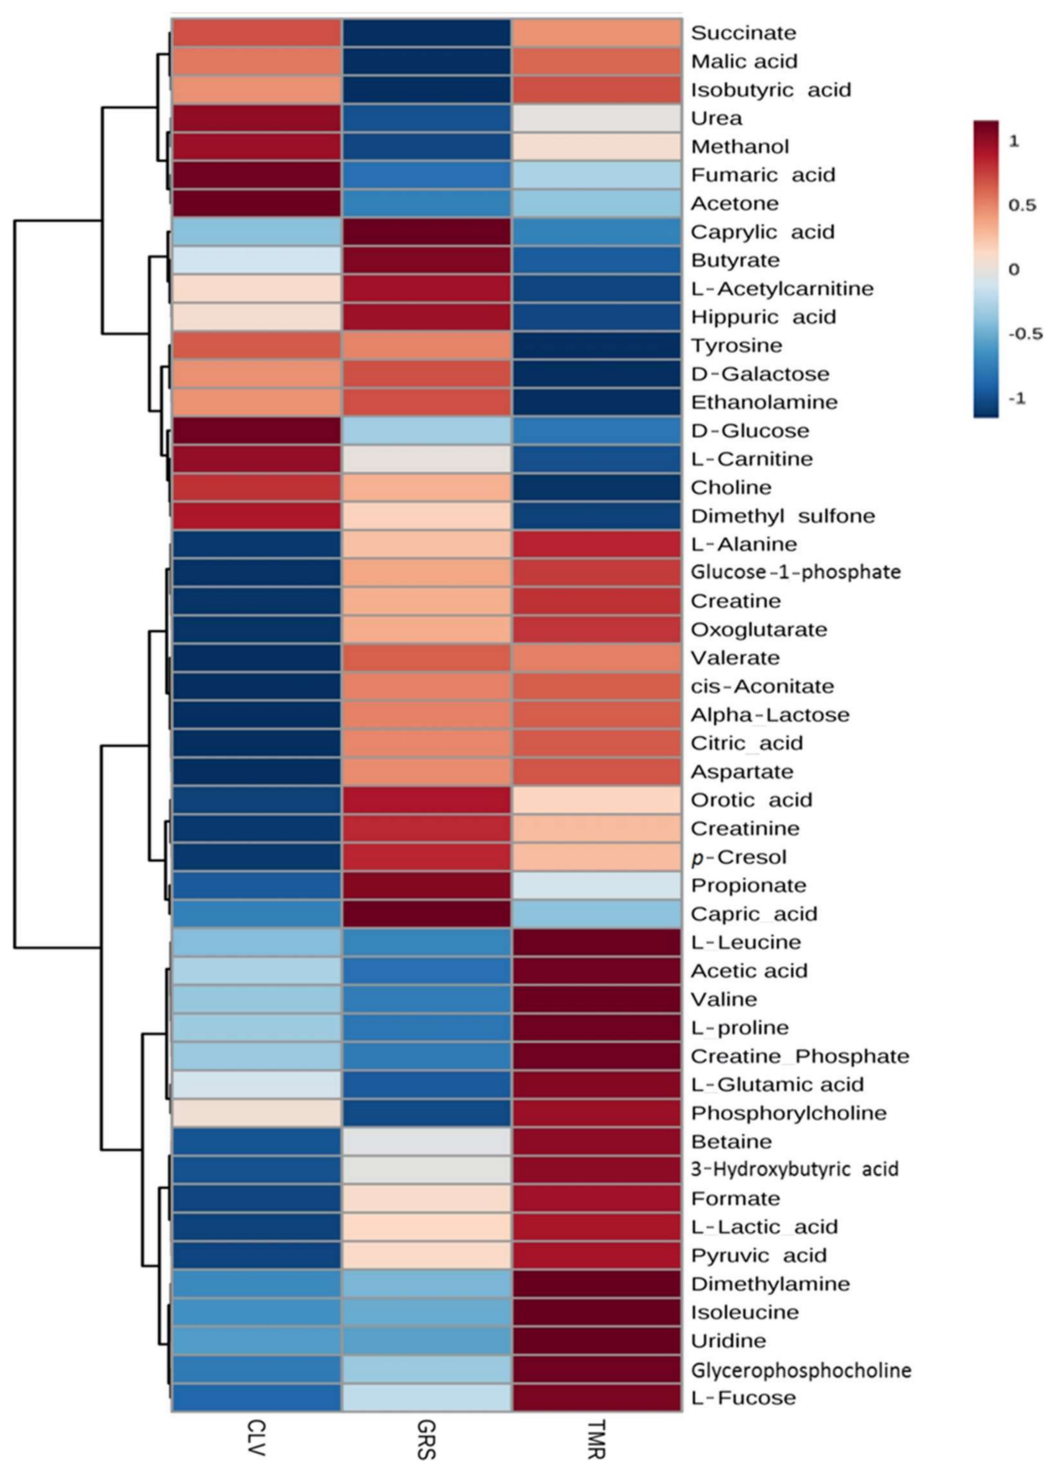 Succinate
Malic acid
Isobutyric acid
Urea
Methanol
Fumaric acid
Acetone
Caprylic acid
Butyrate
L-Acetylcarnitine
Hippuric acid
Tyrosine
D-Galactose
Ethanolamine
D-Glucose
L-Carnitine
Choline
Dimethyl sulfone
L-Alanine
Glucose-1-phosphate
Creatine
Oxoglutarate
Valerate
cis-Aconitate
Alpha-Lactose
Citric_acid
Aspartate
Orotic acid
Creatinine
p-Cresol
Propionate
Capric acid
L-Leucine
Acetic acid
Valine
L-proline
Creatine_Phosphate
L-Glutamic acid
Phosphorylcholine
Betaine
3-Hydroxybutyric acid
Formate
L-Lactic acid
Pyruvic acid
Dimethylamine
Isoleucine
Uridine
Glycerophosphocholine
L-Fucose
1
0.5
0
-0.5
-1
CLV
GRS
TMR